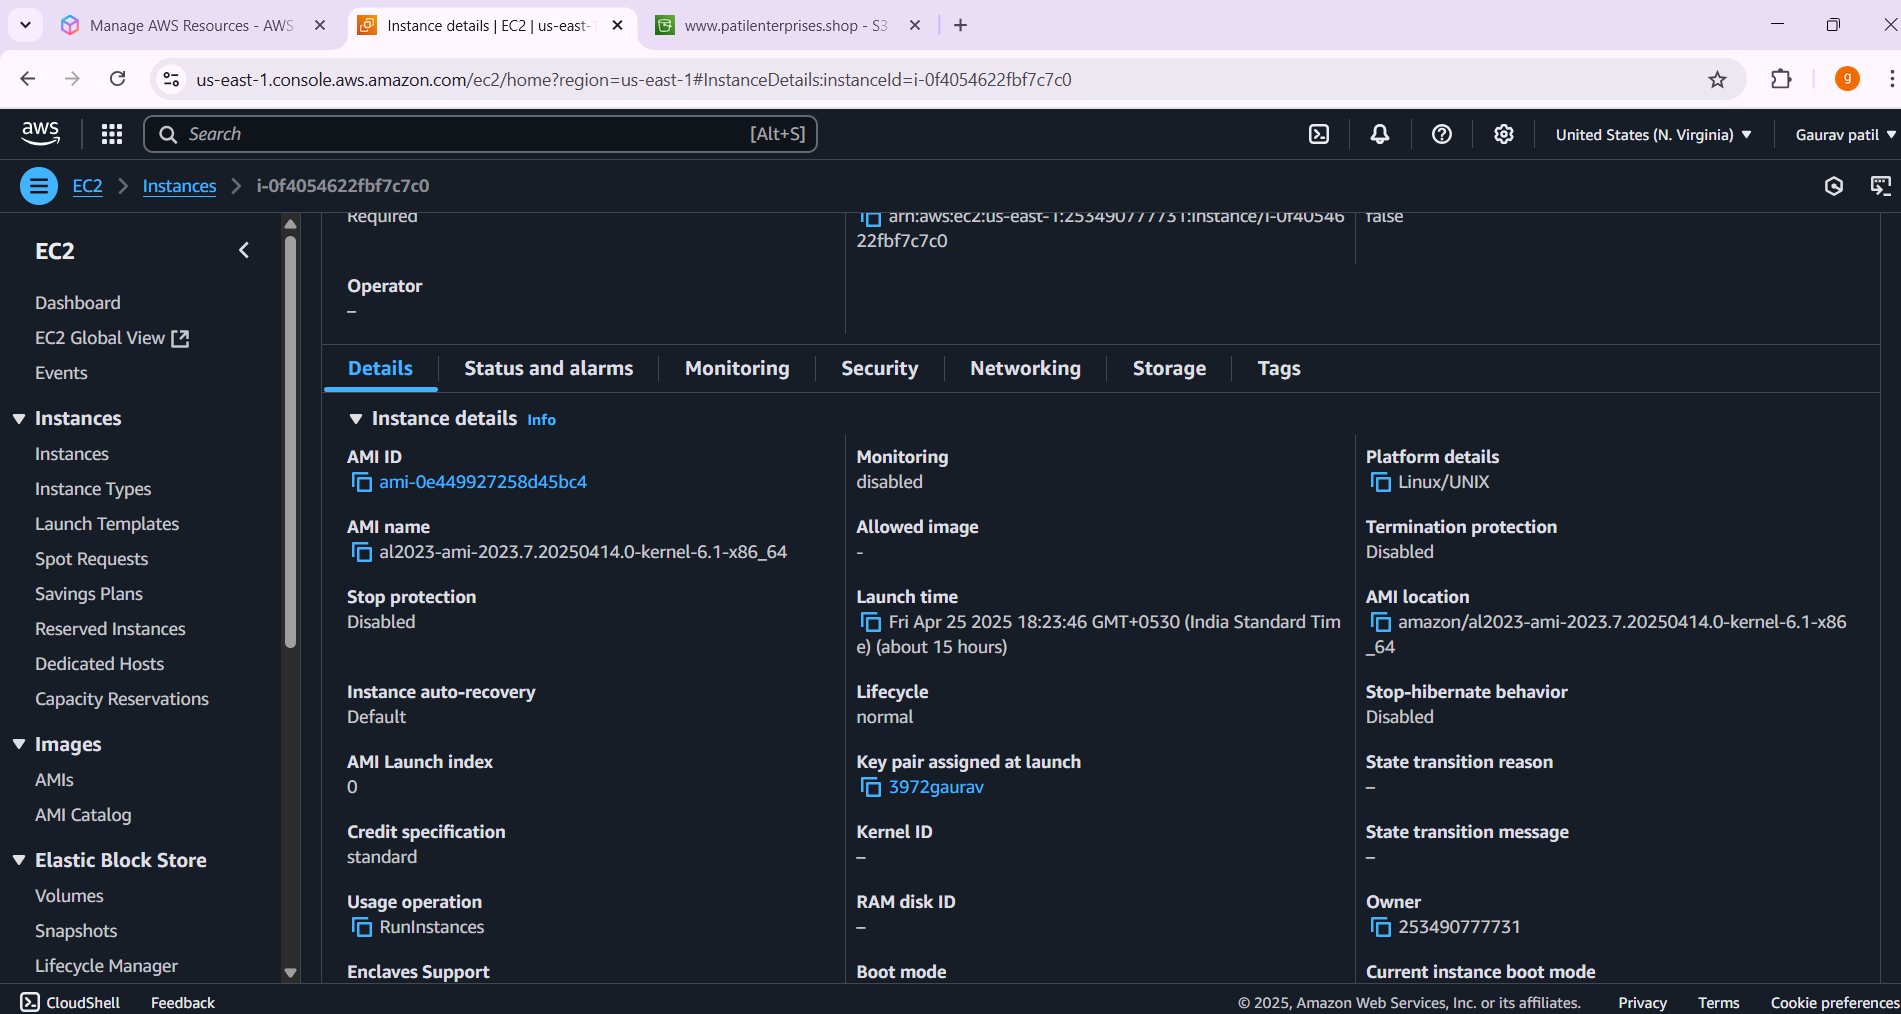 Manage AWS Resources - AWS
Instance details | EC2 | us-east-1
www.patilenterprises.shop - S3
us-east-1.console.aws.amazon.com/ec2/home?region=us-east-1#InstanceDetails:instanceId=i-0f4054622fbf7c7c0
g
aws
Search
[Alt+S]
United States (N. Virginia)
Gaurav patil
EC2
Instances
i-0f4054622fbf7c7c0
EC2
Dashboard
EC2 Global View
Events
Instances
Instances
Instance Types
Launch Templates
Spot Requests
Savings Plans
Reserved Instances
Dedicated Hosts
Capacity Reservations
Images
AMIs
AMI Catalog
Elastic Block Store
Volumes
Snapshots
Lifecycle Manager
Required
arn:aws:ec2:us-east-1:253490777731:instance/i-0f40546
22fbf7c7c0
false
Operator
–
Details
Status and alarms
Monitoring
Security
Networking
Storage
Tags
Instance details Info
AMI ID
ami-0e449927258d45bc4
Monitoring
disabled
Platform details
Linux/UNIX
AMI name
al2023-ami-2023.7.20250414.0-kernel-6.1-x86_64
Allowed image
-
Termination protection
Disabled
Stop protection
Disabled
Launch time
Fri Apr 25 2025 18:23:46 GMT+0530 (India Standard Tim
e) (about 15 hours)
AMI location
amazon/al2023-ami-2023.7.20250414.0-kernel-6.1-x86
_64
Instance auto-recovery
Default
Lifecycle
normal
Stop-hibernate behavior
Disabled
AMI Launch index
0
Key pair assigned at launch
3972gaurav
State transition reason
–
Credit specification
standard
Kernel ID
–
State transition message
–
Usage operation
RunInstances
RAM disk ID
–
Owner
253490777731
Enclaves Support
Boot mode
Current instance boot mode
CloudShell
Feedback
© 2025, Amazon Web Services, Inc. or its affiliates.
Privacy
Terms
Cookie preferences